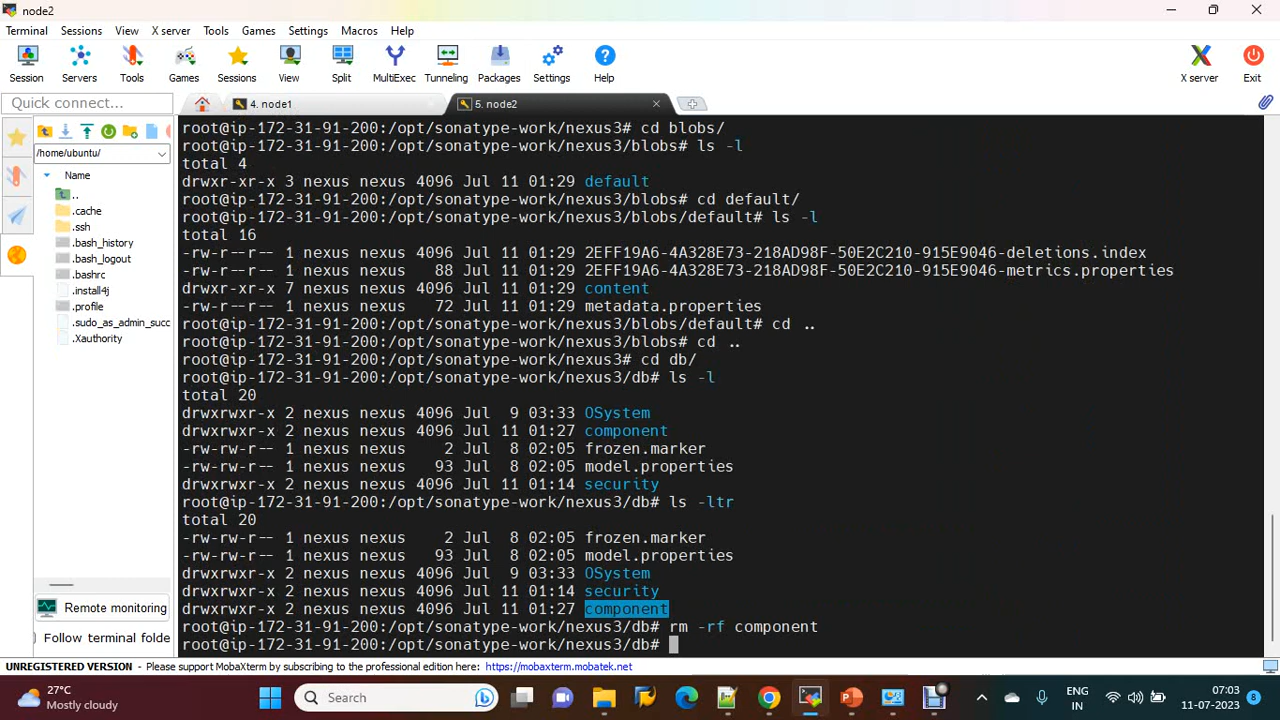 node2
Terminal Sessions View X server Tools Games Settings Macros Help
Session Servers Tools Games Sessions View Split MultiExec Tunneling Packages Settings Help X server Exit
Quick connect... 4. node1 5. node2
/home/ubuntu/
Name
..
.cache
.ssh
.bash_history
.bash_logout
.bashrc
.install4j
.profile
.sudo_as_admin_succ
.Xauthority
Remote monitoring
Follow terminal folde
root@ip-172-31-91-200:/opt/sonatype-work/nexus3# cd blobs/
root@ip-172-31-91-200:/opt/sonatype-work/nexus3/blobs# ls -l
total 4
drwxr-xr-x 3 nexus nexus 4096 Jul 11 01:29 default
root@ip-172-31-91-200:/opt/sonatype-work/nexus3/blobs# cd default/
root@ip-172-31-91-200:/opt/sonatype-work/nexus3/blobs/default# ls -l
total 16
-rw-r--r-- 1 nexus nexus 4096 Jul 11 01:29 2EFF19A6-4A328E73-218AD98F-50E2C210-915E9046-deletions.index
-rw-r--r-- 1 nexus nexus 88 Jul 11 01:29 2EFF19A6-4A328E73-218AD98F-50E2C210-915E9046-metrics.properties
drwxr-xr-x 7 nexus nexus 4096 Jul 11 01:29 content
-rw-r--r-- 1 nexus nexus 72 Jul 11 01:29 metadata.properties
root@ip-172-31-91-200:/opt/sonatype-work/nexus3/blobs/default# cd ..
root@ip-172-31-91-200:/opt/sonatype-work/nexus3/blobs# cd ..
root@ip-172-31-91-200:/opt/sonatype-work/nexus3# cd db/
root@ip-172-31-91-200:/opt/sonatype-work/nexus3/db# ls -l
total 20
drwxrwxr-x 2 nexus nexus 4096 Jul 9 03:33 OSystem
drwxrwxr-x 2 nexus nexus 4096 Jul 11 01:27 component
-rw-rw-r-- 1 nexus nexus 2 Jul 8 02:05 frozen.marker
-rw-rw-r-- 1 nexus nexus 93 Jul 8 02:05 model.properties
drwxrwxr-x 2 nexus nexus 4096 Jul 11 01:14 security
root@ip-172-31-91-200:/opt/sonatype-work/nexus3/db# ls -ltr
total 20
-rw-rw-r-- 1 nexus nexus 2 Jul 8 02:05 frozen.marker
-rw-rw-r-- 1 nexus nexus 93 Jul 8 02:05 model.properties
drwxrwxr-x 2 nexus nexus 4096 Jul 9 03:33 OSystem
drwxrwxr-x 2 nexus nexus 4096 Jul 11 01:14 security
drwxrwxr-x 2 nexus nexus 4096 Jul 11 01:27 component
root@ip-172-31-91-200:/opt/sonatype-work/nexus3/db# rm -rf component
root@ip-172-31-91-200:/opt/sonatype-work/nexus3/db#
UNREGISTERED VERSION - Please support MobaXterm by subscribing to the professional edition here: https://mobaxterm.mobatek.net
27°C
Mostly cloudy
Search
ENG
IN
07:03
11-07-2023
8